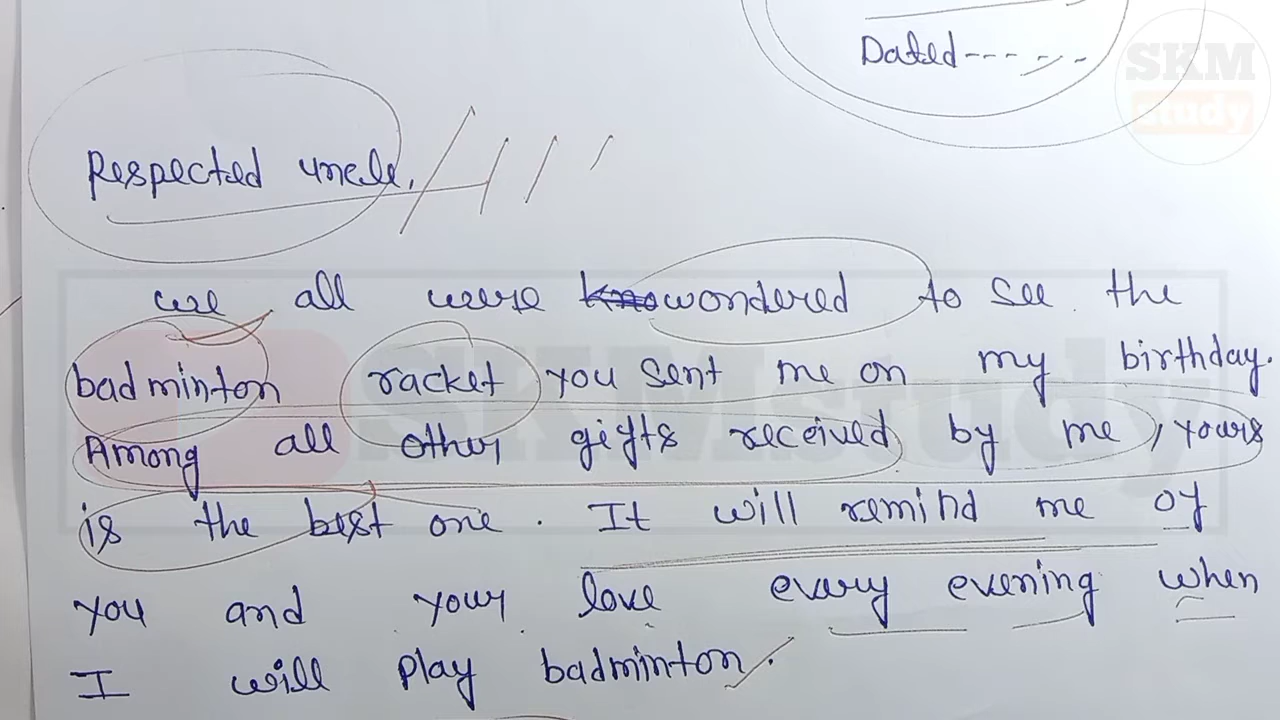 Dated------
SKM
study
Respected uncle,
we all were wondered to see the
badminton racket you sent me on my birthday.
Among all other gifts received by me, yours
is the best one. It will remind me of
you and your love every evening when
I will play badminton.
SKMstudy